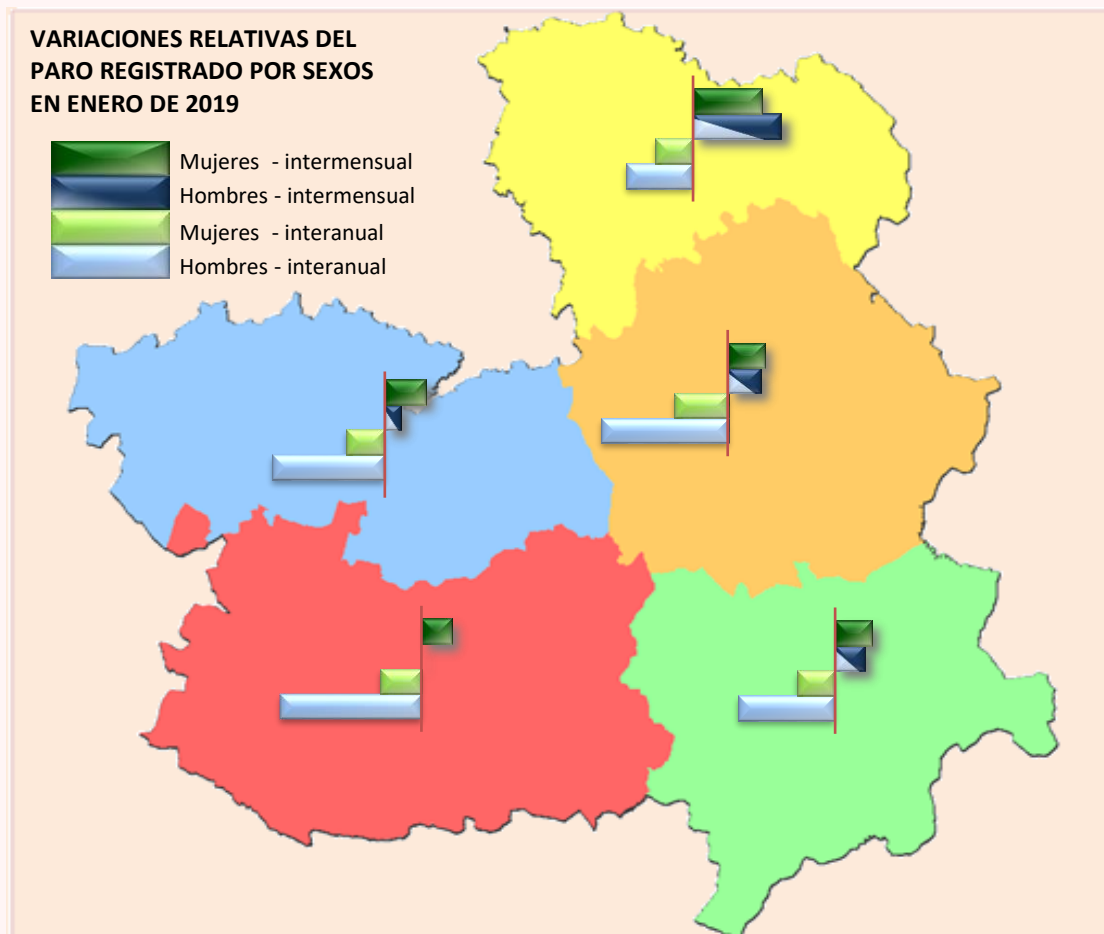 VARIACIONES RELATIVAS DEL
PARO REGISTRADO POR SEXOS
EN ENERO DE 2019
Mujeres - intermensual
Hombres - intermensual
Mujeres - interanual
Hombres - interanual